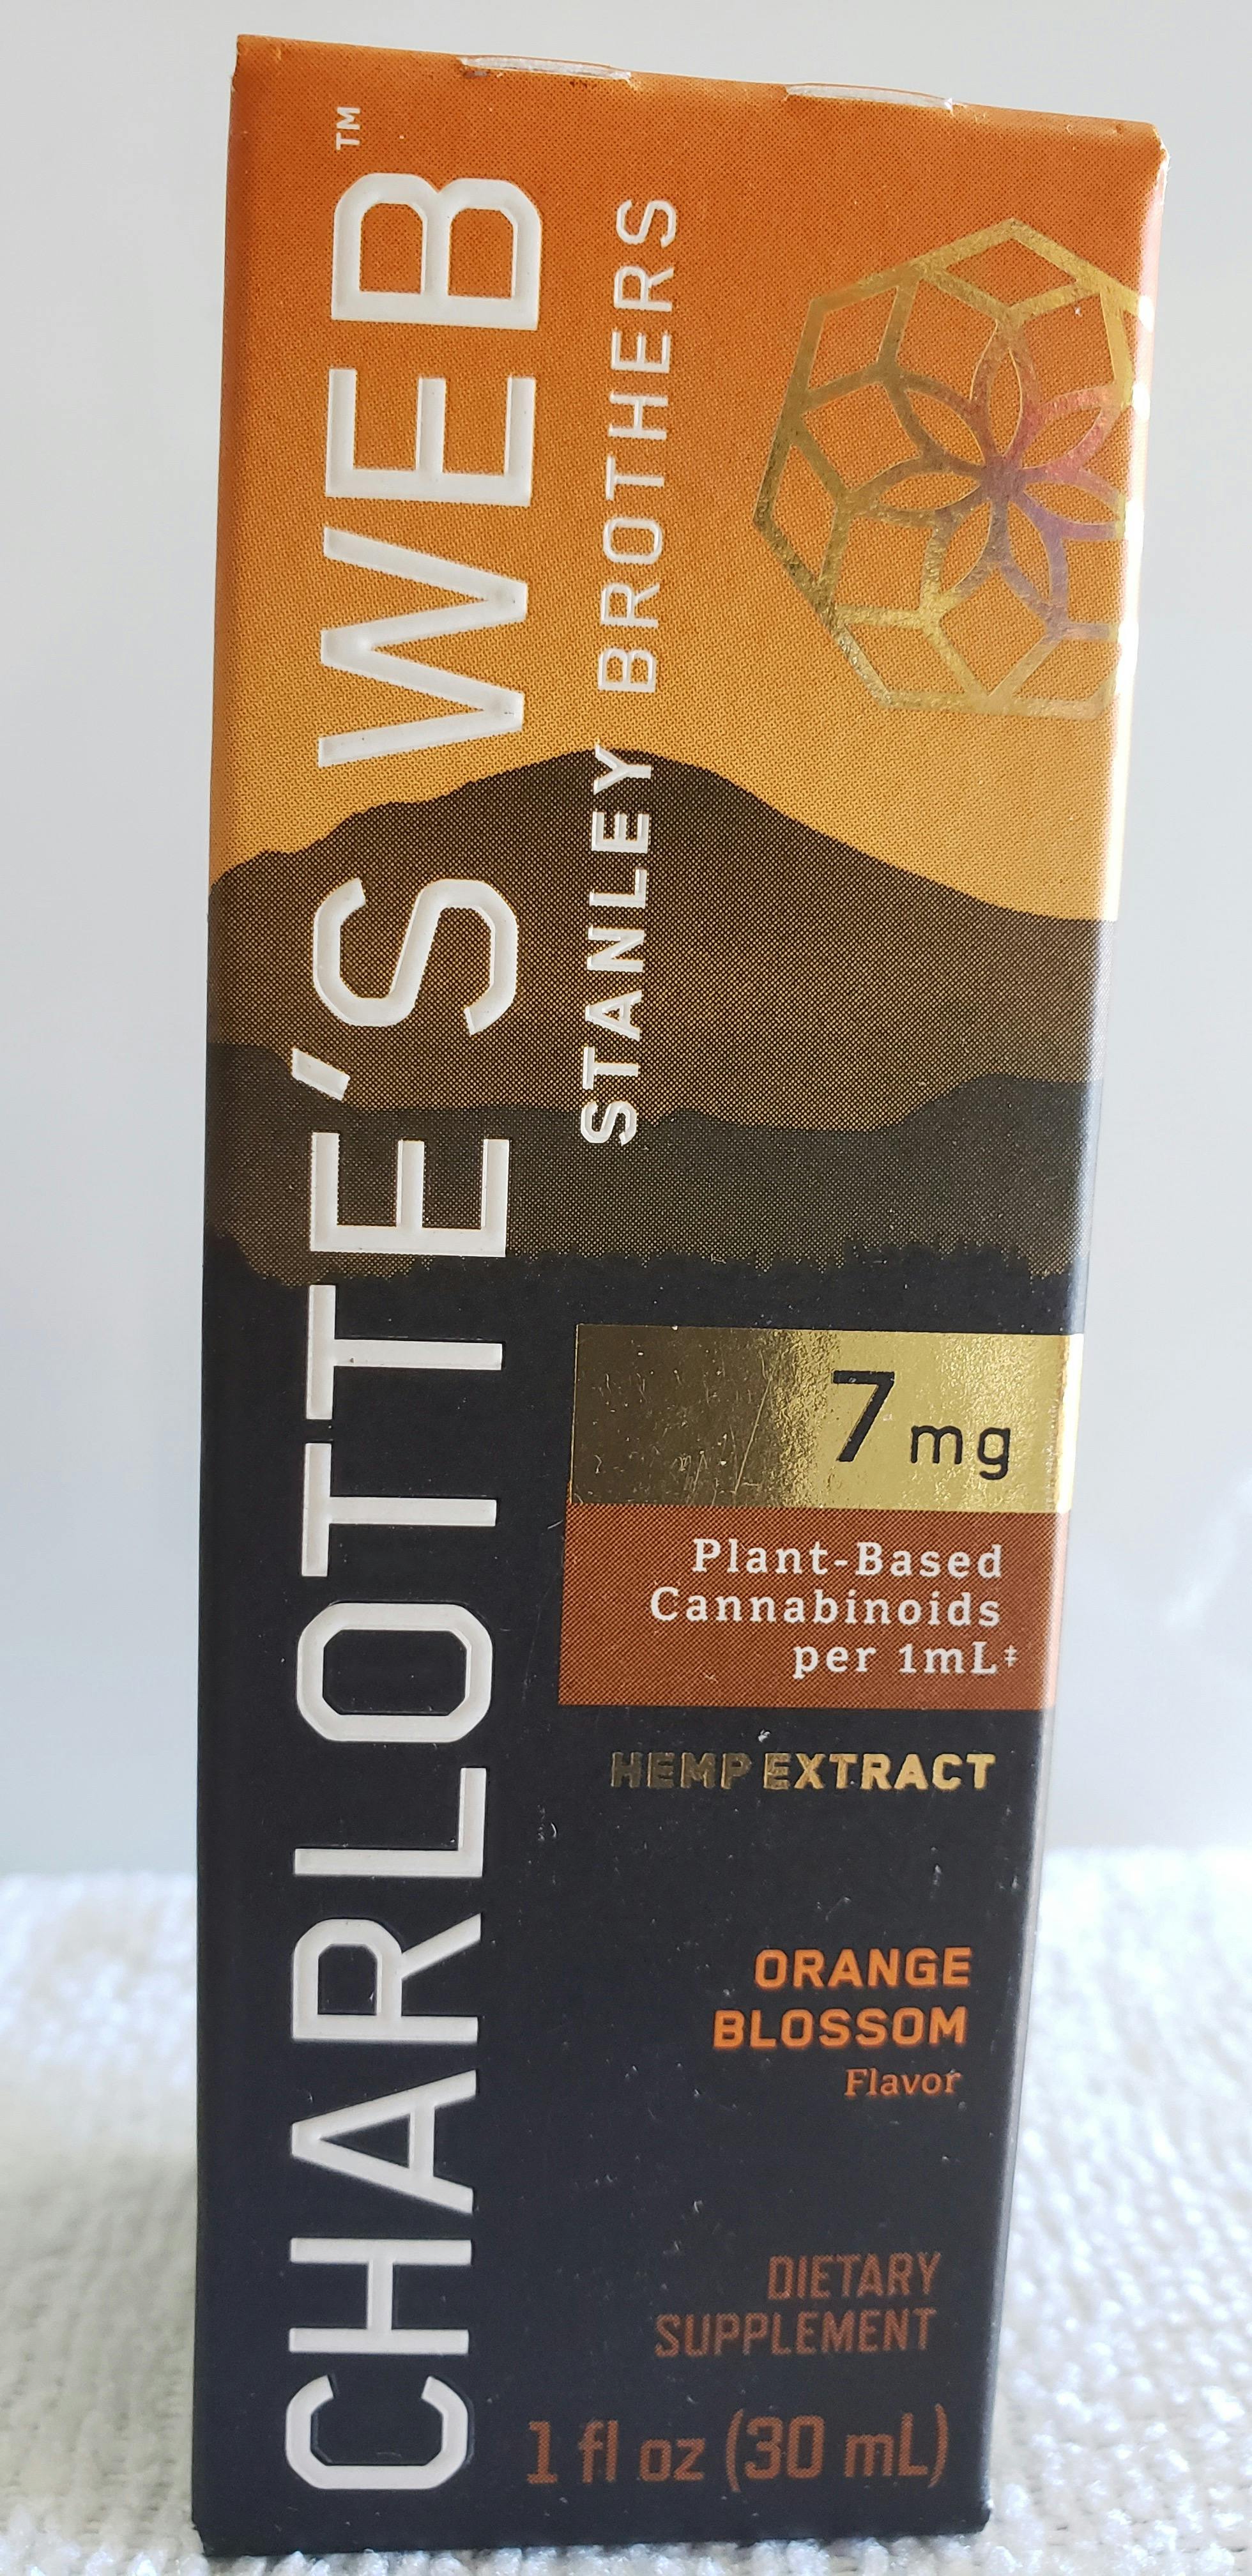 CHARLOTTE'S WEB™
STANLEY BROTHERS
7 mg
Plant-Based
Cannabinoids
per 1mL‡
HEMP EXTRACT
ORANGE
BLOSSOM
Flavor
DIETARY
SUPPLEMENT
1 fl oz (30 mL)